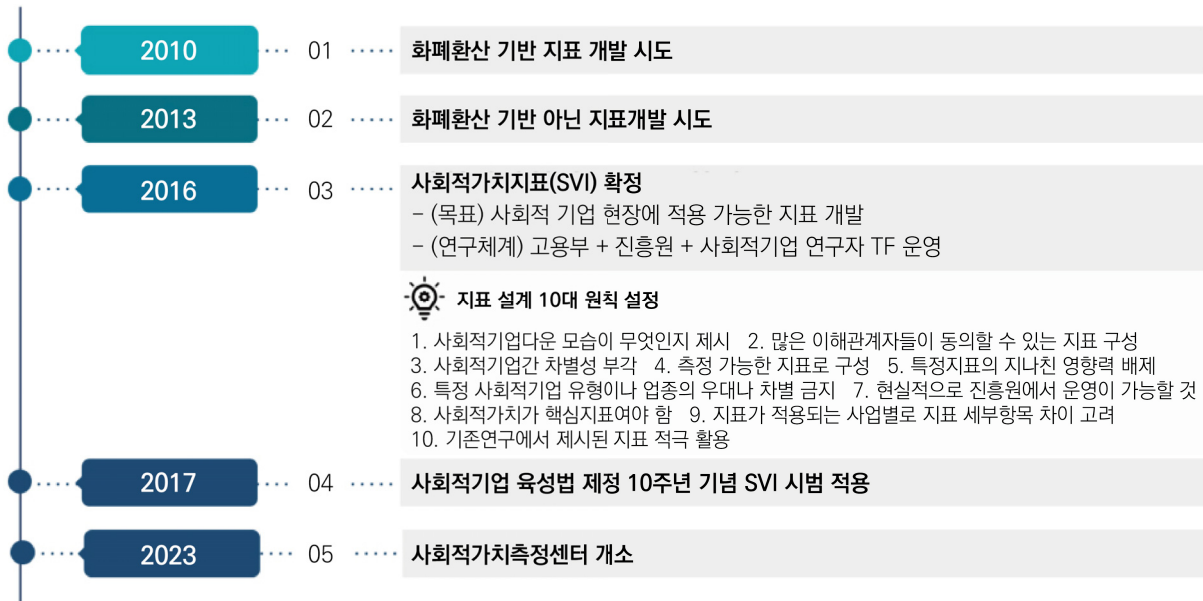 2010 01 화폐환산 기반 지표 개발 시도
2013 02 화폐환산 기반 아닌 지표개발 시도
2016 03 사회적가치지표(SVI) 확정
- (목표) 사회적 기업 현장에 적용 가능한 지표 개발
- (연구체계) 고용부 + 진흥원 + 사회적기업 연구자 TF 운영
지표 설계 10대 원칙 설정
1. 사회적기업다운 모습이 무엇인지 제시 2. 많은 이해관계자들이 동의할 수 있는 지표 구성
3. 사회적기업간 차별성 부각 4. 측정 가능한 지표로 구성 5. 특정지표의 지나친 영향력 배제
6. 특정 사회적기업 유형이나 업종의 우대나 차별 금지 7. 현실적으로 진흥원에서 운영이 가능할 것
8. 사회적가치가 핵심지표여야 함 9. 지표가 적용되는 사업별로 지표 세부항목 차이 고려
10. 기존연구에서 제시된 지표 적극 활용
2017 04 사회적기업 육성법 제정 10주년 기념 SVI 시범 적용
2023 05 사회적가치측정센터 개소